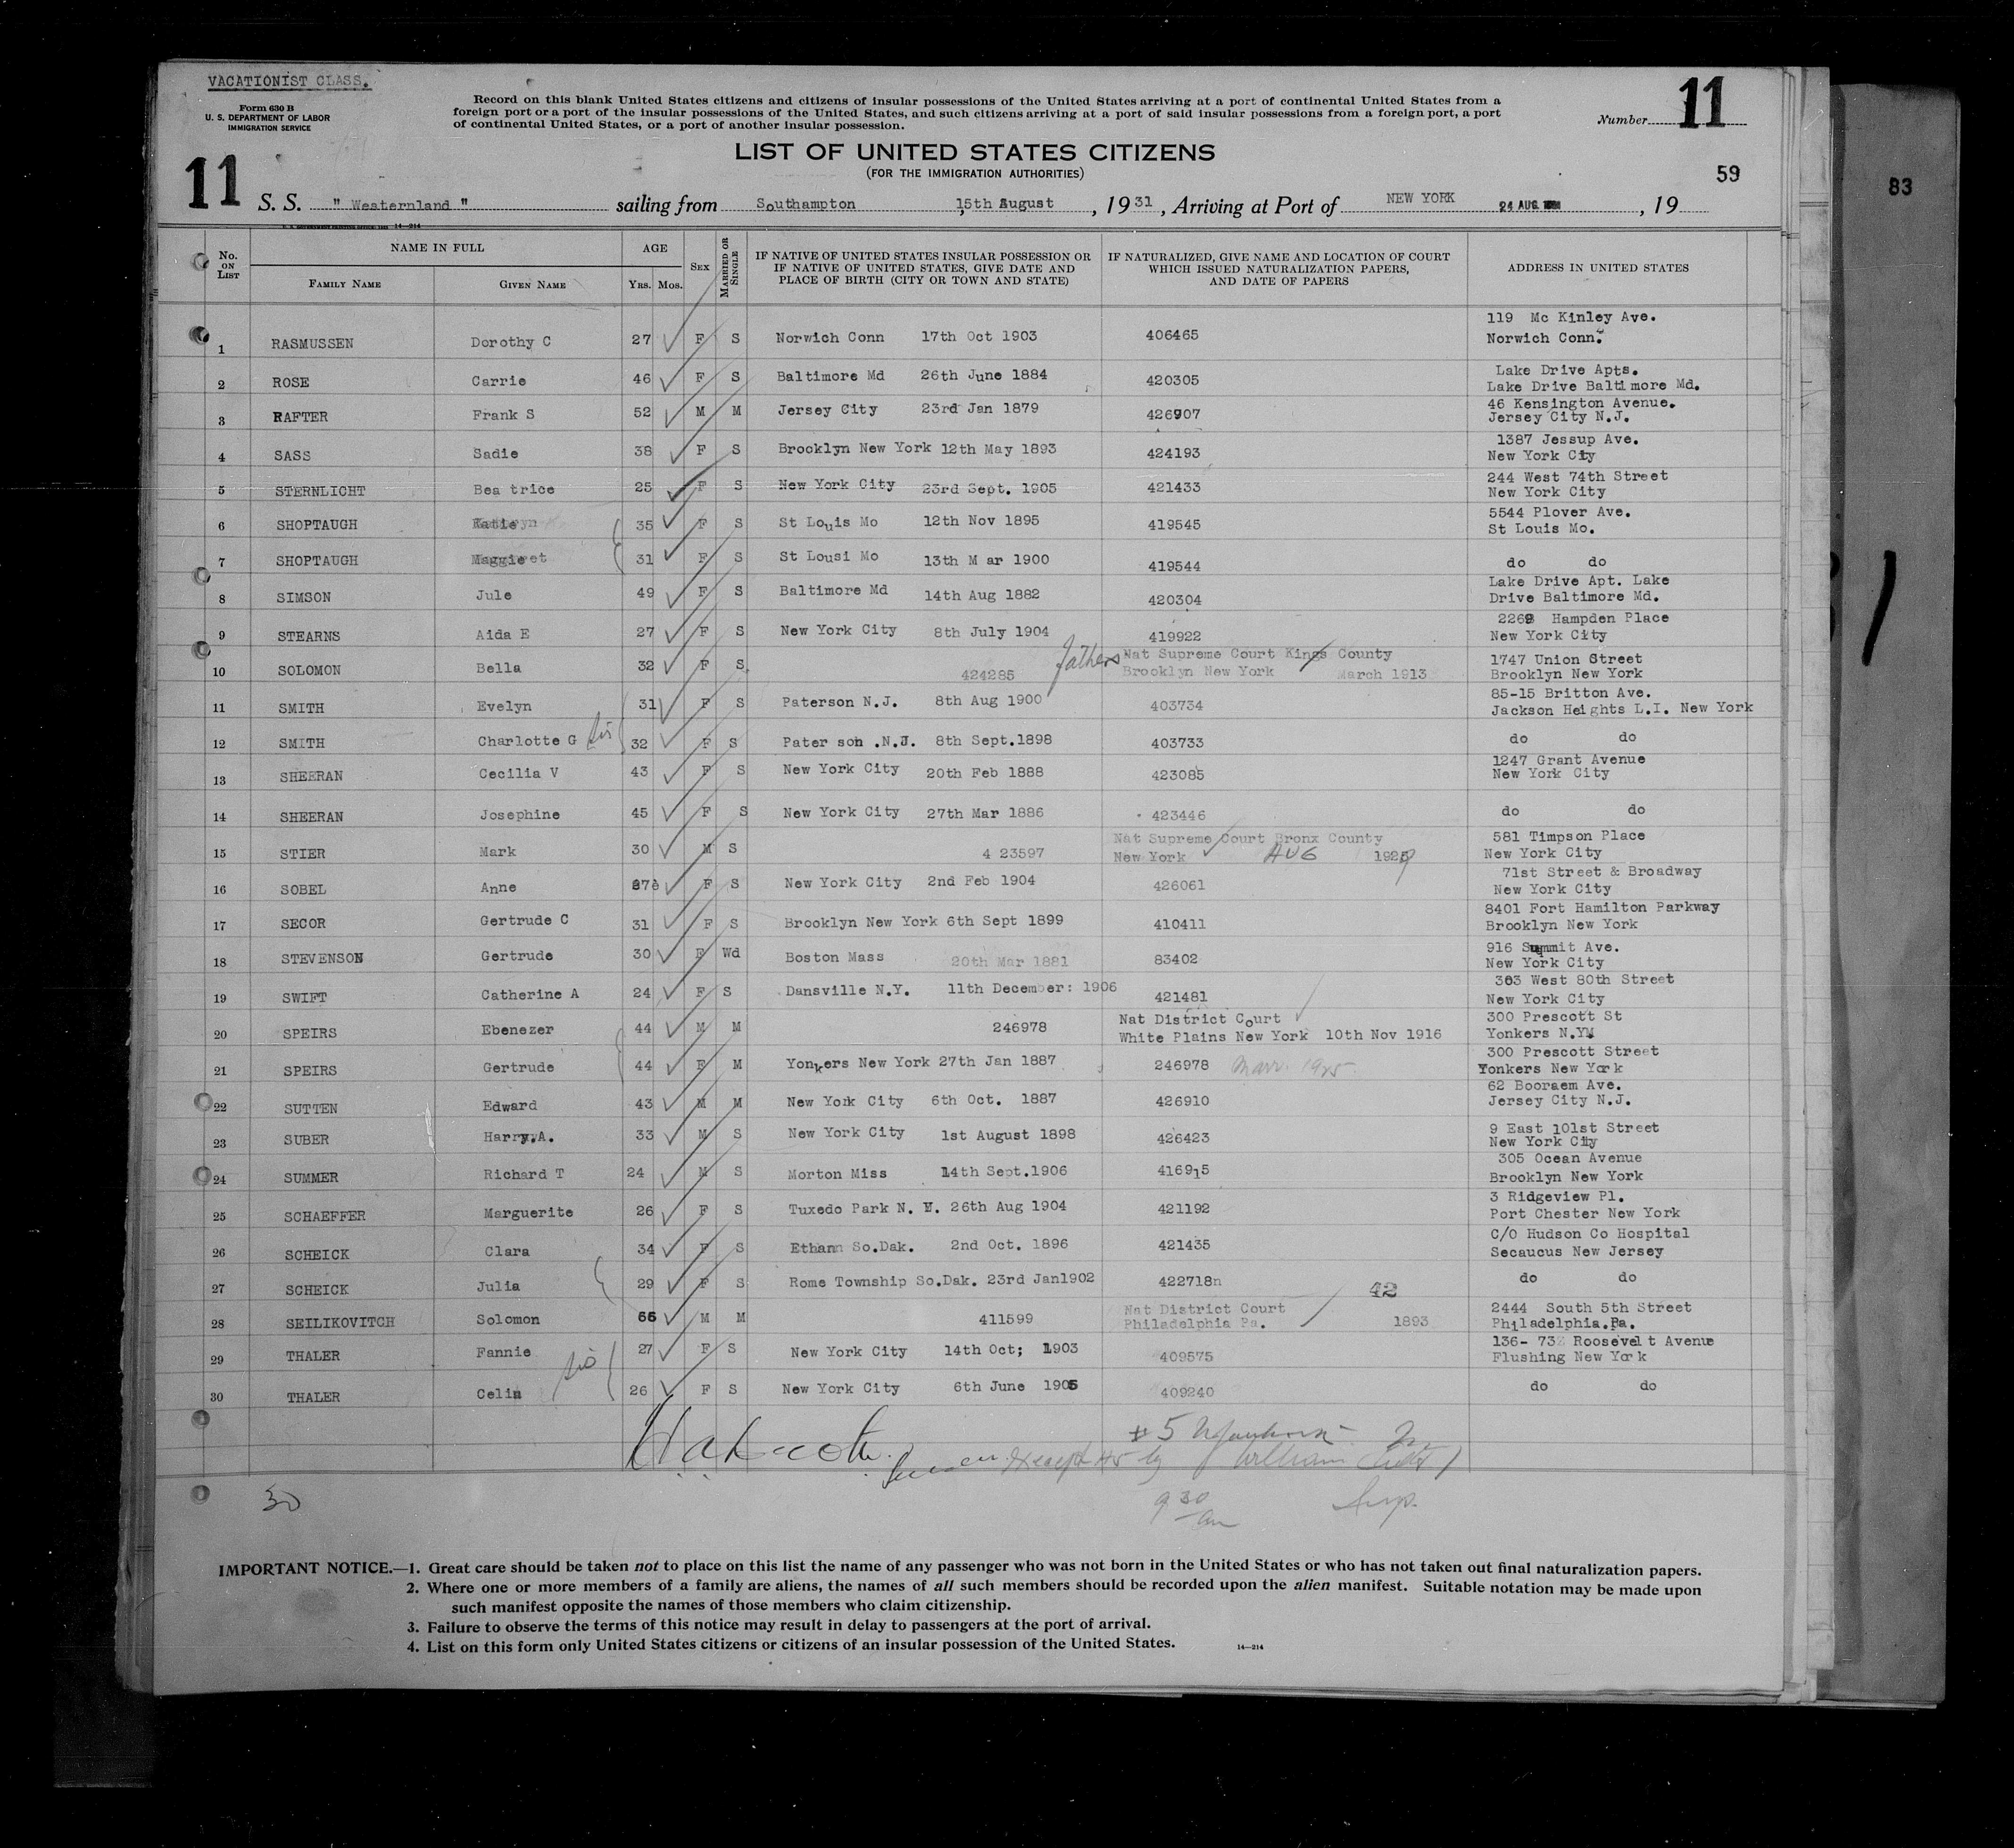 VACATIONIST CLASS.
Form 630 B
U. S. DEPARTMENT OF LABOR
IMMIGRATION SERVICE
Record on this blank United States citizens and citizens of insular possessions of the United States arriving at a port of continental United States from a
foreign port or a port of the insular possessions of the United States, and such citizens arriving at a port of said insular possessions from a foreign port, a port
of continental United States, or a port of another insular possession.
Number 11
LIST OF UNITED STATES CITIZENS
(FOR THE IMMIGRATION AUTHORITIES)
59
83
11 S. S. " Westernland " sailing from Southampton 15th August , 1931 , Arriving at Port of NEW YORK 24 AUG. , 19
14—214
No. ON LIST NAME IN FULL AGE SEX MARRIED OR SINGLE IF NATIVE OF UNITED STATES INSULAR POSSESSION OR IF NATIVE OF UNITED STATES, GIVE DATE AND PLACE OF BIRTH (CITY OR TOWN AND STATE) IF NATURALIZED, GIVE NAME AND LOCATION OF COURT WHICH ISSUED NATURALIZATION PAPERS, AND DATE OF PAPERS ADDRESS IN UNITED STATES
FAMILY NAME GIVEN NAME YRS. MOS.
1 RASMUSSEN Dorothy C 27 F S Norwich Conn 17th Oct 1903 406465 119 Mc Kinley Ave. Norwich Conn.
2 ROSE Carrie 46 F S Baltimore Md 26th June 1884 420305 Lake Drive Apts. Lake Drive Baltimore Md.
3 RAFTER Frank S 52 M M Jersey City 23rd Jan 1879 426907 46 Kensington Avenue. Jersey City N.J.
4 SASS Sadie 38 F S Brooklyn New York 12th May 1893 424193 1387 Jessup Ave. New York City
5 STERNLICHT Bea trice 25 F S New York City 23rd Sept. 1905 421433 244 West 74th Street New York City
6 SHOPTAUGH 35 F S St Louis Mo 12th Nov 1895 419545 5544 Plover Ave. St Louis Mo.
7 SHOPTAUGH 31 F S St Lousi Mo 13th M ar 1900 419544 do do
8 SIMSON Jule 49 F S Baltimore Md 14th Aug 1882 420304 Lake Drive Apt. Lake Drive Baltimore Md.
9 STEARNS Aida E 27 F S New York City 8th July 1904 419922 Hampden Place New York City
10 SOLOMON Bella 32 F S 424285 fathers Nat Supreme Court Kings County Brooklyn New York March 1913 1747 Union Street Brooklyn New York
11 SMITH Evelyn 31 F S Paterson N.J. 8th Aug 1900 403734 85-15 Britton Ave. Jackson Heights L.I. New York
12 SMITH Charlotte G sis 32 F S Pater son .N.J. 8th Sept.1898 403733 do do
13 SHEERAN Cecilia V 43 F S New York City 20th Feb 1888 423085 1247 Grant Avenue New York City
14 SHEERAN Josephine 45 F S New York City 27th Mar 1886 423446 do do
15 STIER Mark 30 M S 4 23597 Nat Supreme Court Bronx County New York AUG 581 Timpson Place New York City
16 SOBEL Anne F S New York City 2nd Feb 1904 426061 71st Street & Broadway New York City
17 SECOR Gertrude C 31 F S Brooklyn New York 6th Sept 1899 410411 8401 Fort Hamilton Parkway Brooklyn New York
18 STEVENSON Gertrude 30 F Wd Boston Mass 20th Mar 1881 83402 916 Summit Ave. New York City
19 SWIFT Catherine A 24 F S Dansville N.Y. 11th December: 1906 421481 303 West 80th Street New York City
20 SPEIRS Ebenezer 44 M M 246978 Nat District Court White Plains New York 10th Nov 1916 300 Prescott St Yonkers N.Y
21 SPEIRS Gertrude 44 F M Yonkers New York 27th Jan 1887 246978 Marr. 1925 300 Prescott Street Yonkers New York
22 SUTTEN Edward 43 M M New York City 6th Oct. 1887 426910 62 Booraem Ave. Jersey City N.J.
23 SUBER Harry.A. 33 M S New York City 1st August 1898 426423 9 East 101st Street New York City
24 SUMMER Richard T 24 M S Morton Miss 14th Sept.1906 416915 305 Ocean Avenue Brooklyn New York
25 SCHAEFFER Marguerite 26 F S Tuxedo Park N. Y. 26th Aug 1904 421192 3 Ridgeview Pl. Port Chester New York
26 SCHEICK Clara 34 F S Ethann So.Dak. 2nd Oct. 1896 421435 C/O Hudson Co Hospital Secaucus New Jersey
27 SCHEICK Julia 29 F S Rome Township So.Dak. 23rd Jan1902 422718n 42 do do
28 SEILIKOVITCH Solomon 66 M M 411599 Nat District Court Philadelphia Pa. 1893 2444 South 5th Street Philadelphia.Pa.
29 THALER Fannie sis 27 F S New York City 14th Oct; 1903 409575 136- 73 Roosevelt Avenue Flushing New York
30 THALER Celia 26 F S New York City 6th June 1905 409240 do do
# 5
except #5 by William
30
9 30 am
Insp.
IMPORTANT NOTICE.—1. Great care should be taken not to place on this list the name of any passenger who was not born in the United States or who has not taken out final naturalization papers.
2. Where one or more members of a family are aliens, the names of all such members should be recorded upon the alien manifest. Suitable notation may be made upon
such manifest opposite the names of those members who claim citizenship.
3. Failure to observe the terms of this notice may result in delay to passengers at the port of arrival.
4. List on this form only United States citizens or citizens of an insular possession of the United States.
14—214